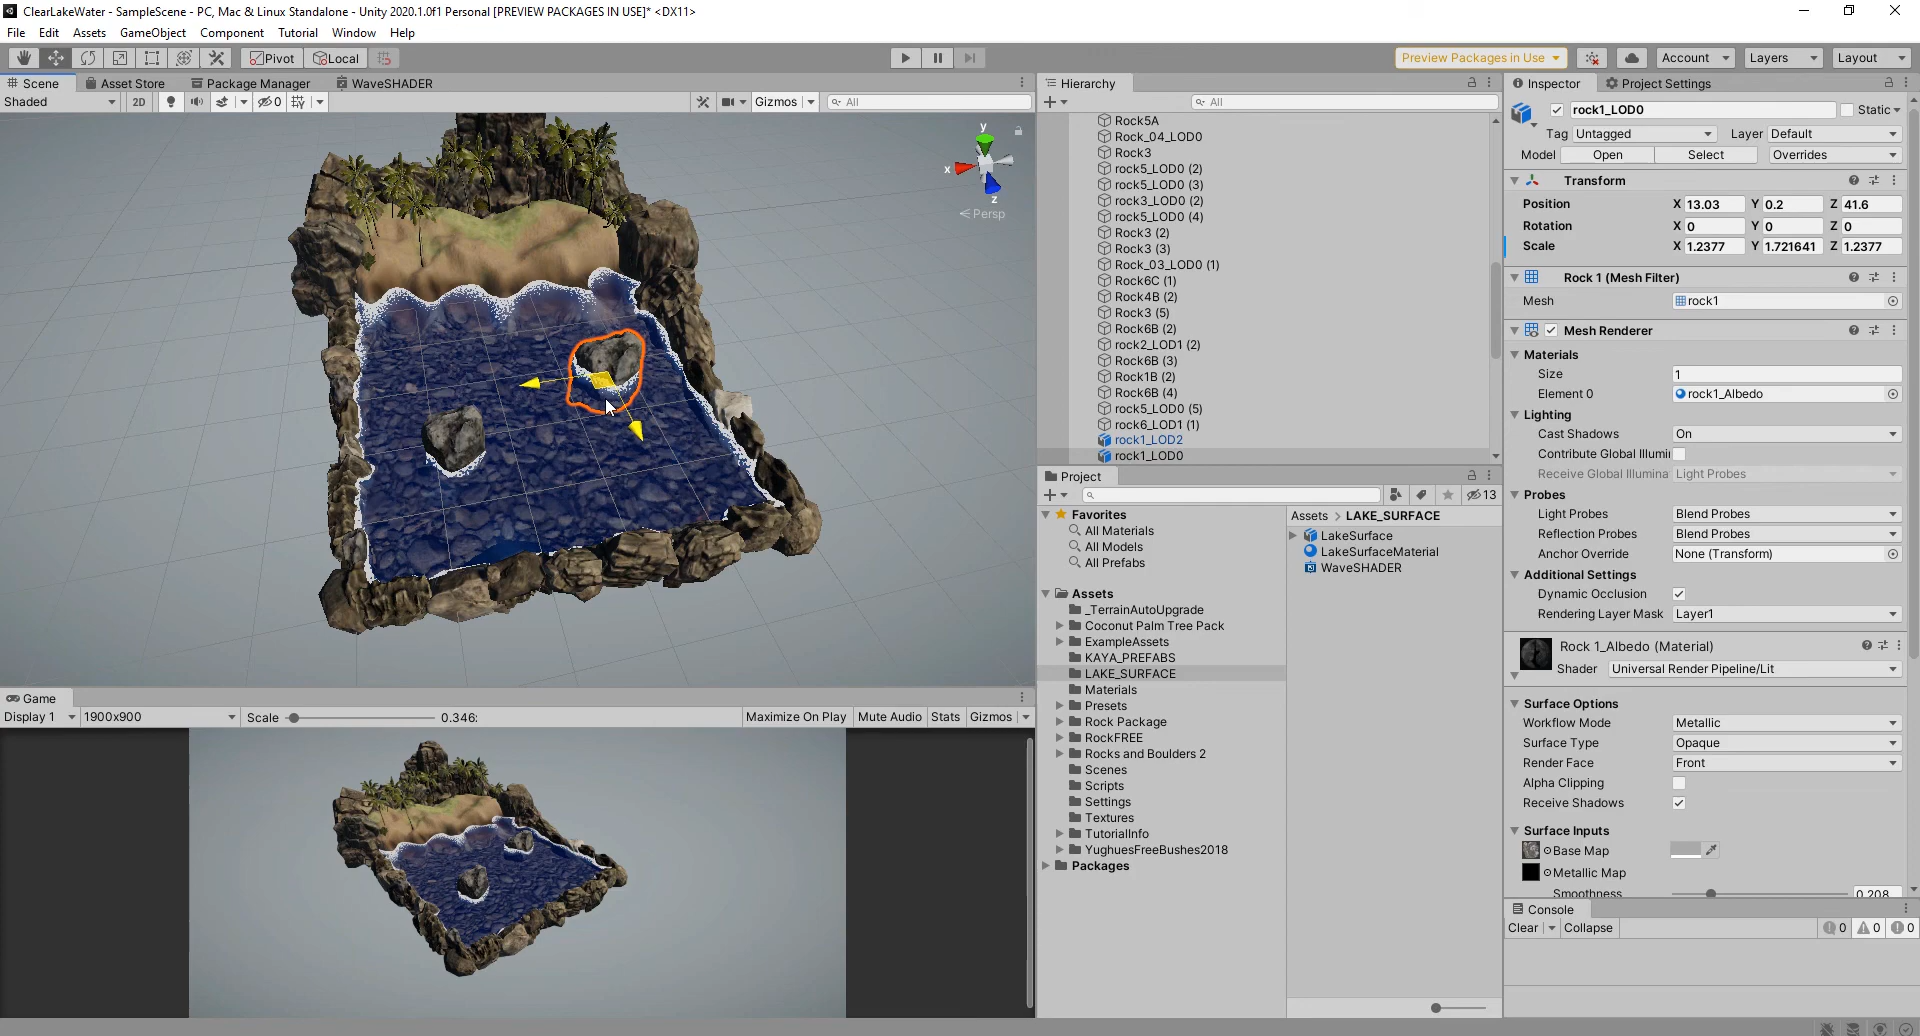 ClearLakeWater - SampleScene - PC, Mac & Linux Standalone - Unity 2020.1.0f1 Personal [PREVIEW PACKAGES IN USE]* <DX11>
File Edit Assets GameObject Component Tutorial Window Help
Pivot Local Preview Packages in Use Account Layers Layout
Scene Asset Store Package Manager WaveSHADER
Shaded 2D 0 Gizmos All
y
x
z
Persp
Game
Display 1 1900x900 Scale 0.346: Maximize On Play Mute Audio Stats Gizmos
Hierarchy
All
Rock5A
Rock_04_LOD0
Rock3
rock5_LOD0 (2)
rock5_LOD0 (3)
rock3_LOD0 (2)
rock5_LOD0 (4)
Rock3 (2)
Rock3 (3)
Rock_03_LOD0 (1)
Rock6C (1)
Rock4B (2)
Rock3 (5)
Rock6B (2)
rock2_LOD1 (2)
Rock6B (3)
Rock1B (2)
Rock6B (4)
rock5_LOD0 (5)
rock6_LOD1 (1)
rock1_LOD2
rock1_LOD0
Project
13
Favorites
All Materials
All Models
All Prefabs
Assets
_TerrainAutoUpgrade
Coconut Palm Tree Pack
ExampleAssets
KAYA_PREFABS
LAKE_SURFACE
Materials
Presets
Rock Package
RockFREE
Rocks and Boulders 2
Scenes
Scripts
Settings
Textures
TutorialInfo
YughuesFreeBushes2018
Packages
Assets > LAKE_SURFACE
LakeSurface
LakeSurfaceMaterial
WaveSHADER
Inspector Project Settings
rock1_LOD0 Static
Tag Untagged Layer Default
Model Open Select Overrides
Transform
Position X 13.03 Y 0.2 Z 41.6
Rotation X 0 Y 0 Z 0
Scale X 1.2377 Y 1.721641 Z 1.2377
Rock 1 (Mesh Filter)
Mesh rock1
Mesh Renderer
Materials
Size 1
Element 0 rock1_Albedo
Lighting
Cast Shadows On
Contribute Global Illumi
Receive Global Illumina Light Probes
Probes
Light Probes Blend Probes
Reflection Probes Blend Probes
Anchor Override None (Transform)
Additional Settings
Dynamic Occlusion
Rendering Layer Mask Layer1
Rock 1_Albedo (Material)
Shader Universal Render Pipeline/Lit
Surface Options
Workflow Mode Metallic
Surface Type Opaque
Render Face Front
Alpha Clipping
Receive Shadows
Surface Inputs
Base Map
Metallic Map
Smoothness 0.208
Console
Clear Collapse 0 0 0